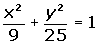 x²/9 + y²/25 = 1